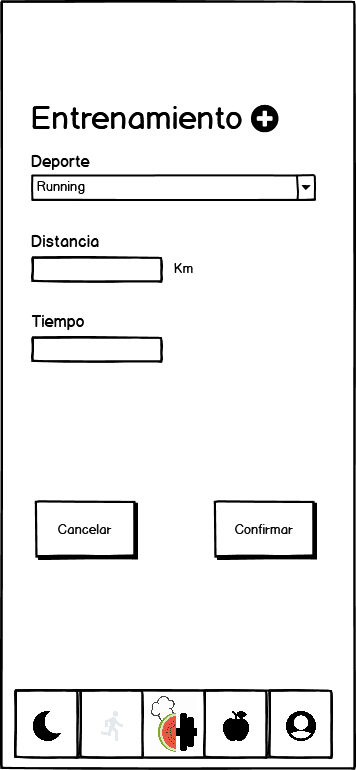 Entrenamiento
Deporte
Running
Distancia
Km
Tiempo
Cancelar
Confirmar